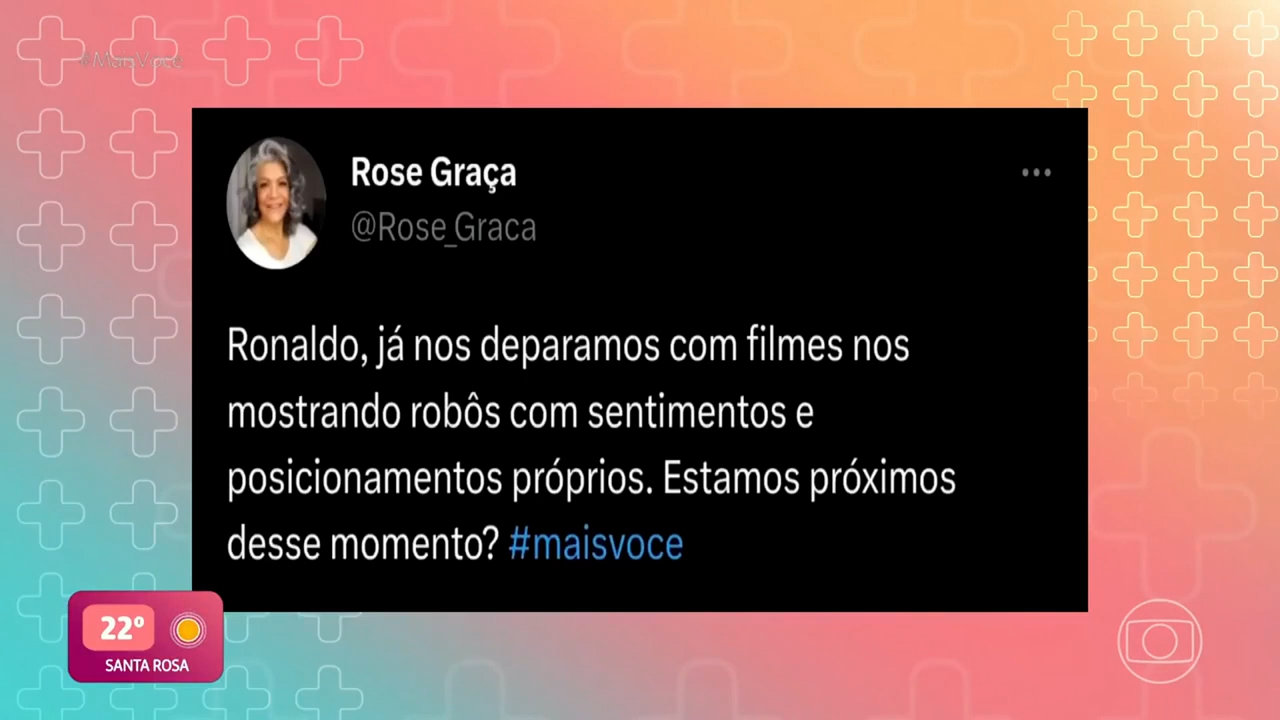 #MaisVocê
Rose Graça
@Rose_Graca
Ronaldo, já nos deparamos com filmes nos
mostrando robôs com sentimentos e
posicionamentos próprios. Estamos próximos
desse momento? #maisvoce
22º
SANTA ROSA